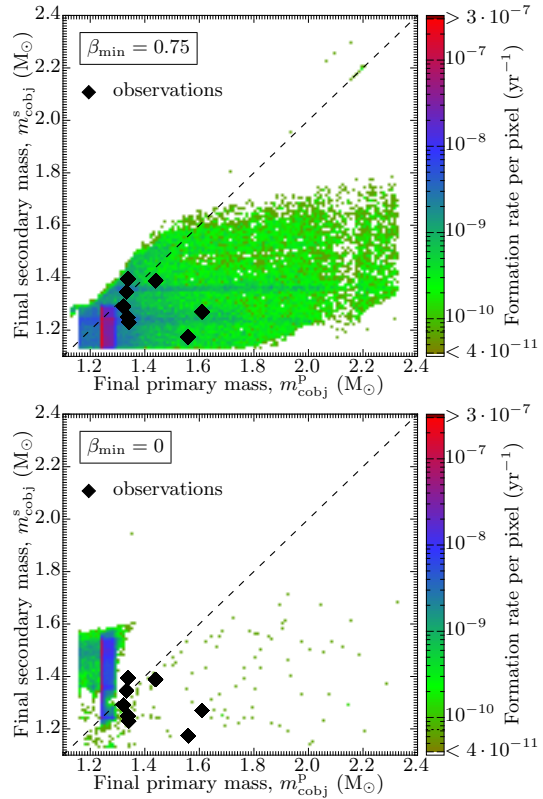 β_min = 0.75
observations
Final secondary mass, m^s_cobj (M⊙)
2.4
2.2
2.0
1.8
1.6
1.4
1.2
1.2 1.4 1.6 1.8 2.0 2.2 2.4
Final primary mass, m^p_cobj (M⊙)
> 3·10^−7
10^−7
10^−8
10^−9
10^−10
< 4·10^−11
Formation rate per pixel (yr^−1)
β_min = 0
observations
Final secondary mass, m^s_cobj (M⊙)
2.4
2.2
2.0
1.8
1.6
1.4
1.2
1.2 1.4 1.6 1.8 2.0 2.2 2.4
Final primary mass, m^p_cobj (M⊙)
> 3·10^−7
10^−7
10^−8
10^−9
10^−10
< 4·10^−11
Formation rate per pixel (yr^−1)